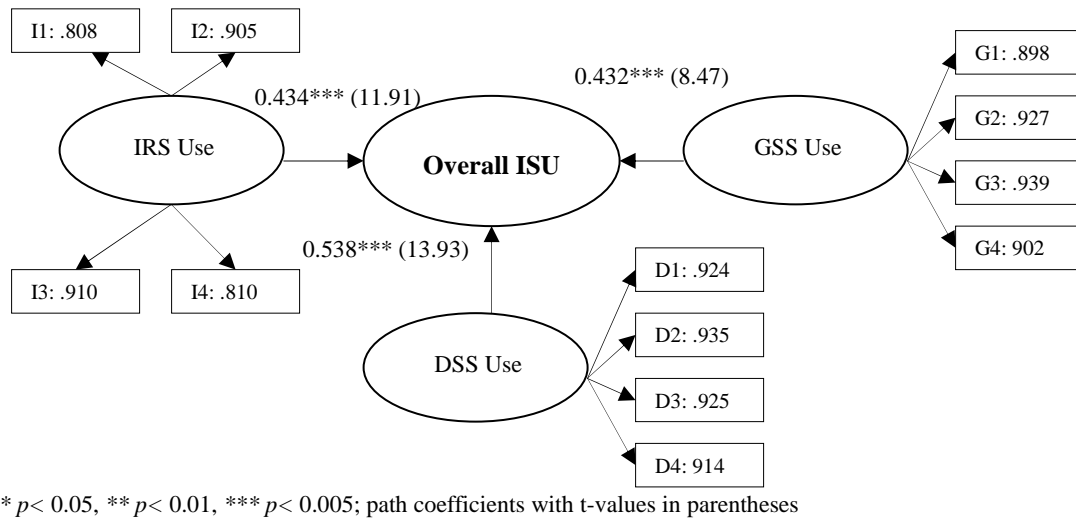 I1: .808
I2: .905
0.434*** (11.91)
0.432*** (8.47)
G1: .898
G2: .927
G3: .939
G4: 902
IRS Use
Overall ISU
GSS Use
I3: .910
I4: .810
0.538*** (13.93)
D1: .924
D2: .935
D3: .925
D4: 914
DSS Use
* p< 0.05, ** p< 0.01, *** p< 0.005; path coefficients with t-values in parentheses